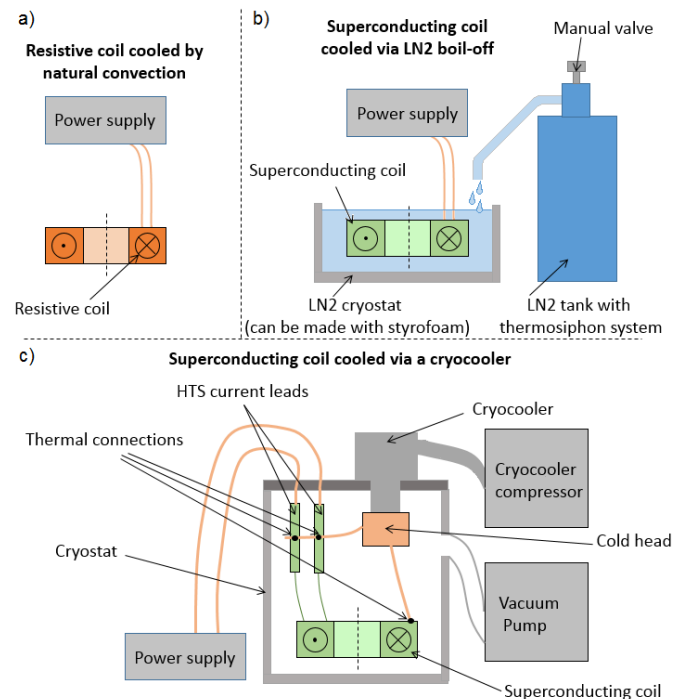 a)
Resistive coil cooled by
natural convection
Power supply
Resistive coil
b)
Superconducting coil
cooled via LN2 boil-off
Manual valve
Power supply
Superconducting coil
LN2 cryostat
(can be made with styrofoam)
LN2 tank with
thermosiphon system
c)
Superconducting coil cooled via a cryocooler
HTS current leads
Cryocooler
Thermal connections
Cryocooler
compressor
Cryostat
Cold head
Vacuum
Pump
Power supply
Superconducting coil